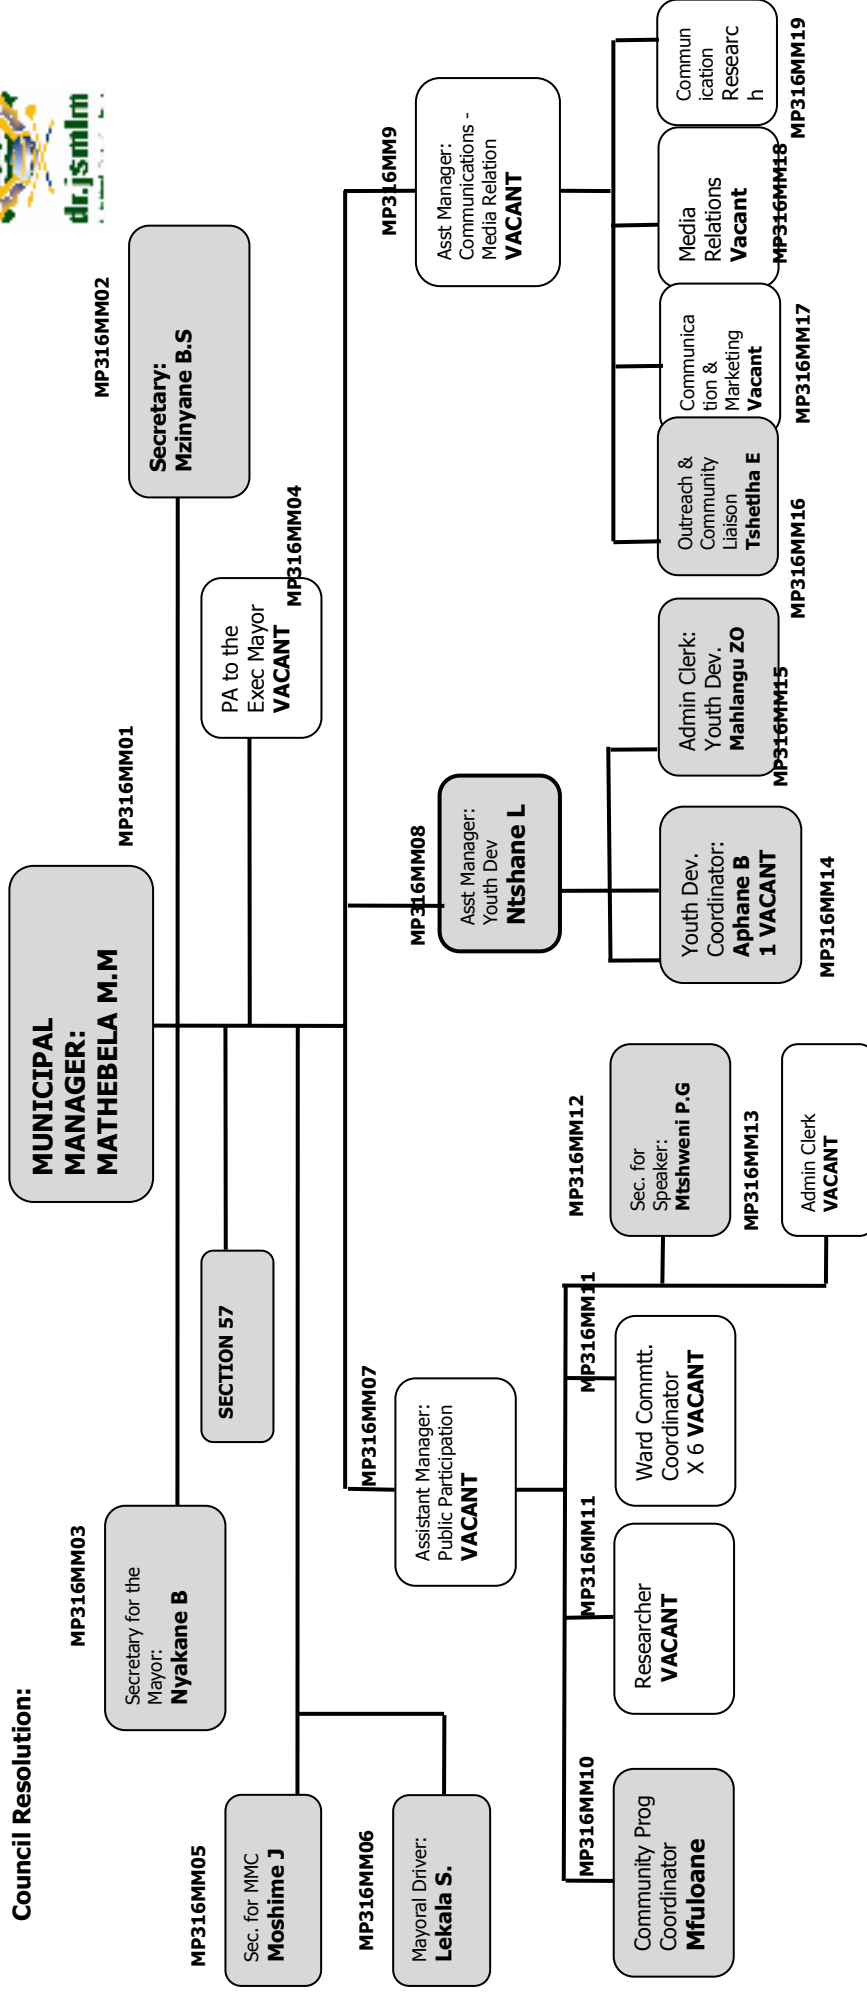 Council Resolution:
dr.jsmlm
MUNICIPAL
MANAGER:
MATHEBELA M.M
MP316MM01
MP316MM03
Secretary for the
Mayor:
Nyakane B
MP316MM02
Secretary:
Mzinyane B.S
SECTION 57
PA to the
Exec Mayor
VACANT
MP316MM04
MP316MM05
Sec. for MMC
Moshime J
MP316MM06
Mayoral Driver:
Lekala S.
MP316MM07
Assistant Manager:
Public Participation
VACANT
MP316MM08
Asst Manager:
Youth Dev
Ntshane L
MP316MM9
Asst Manager:
Communications -
Media Relation
VACANT
MP316MM10
Community Prog
Coordinator
Mfuloane
MP316MM11
Researcher
VACANT
MP316MM11
Ward Committ.
Coordinator
X 6 VACANT
MP316MM12
Sec. for
Speaker:
Mtshweni P.G
MP316MM13
Admin Clerk
VACANT
Youth Dev.
Coordinator:
Aphane B
1 VACANT
MP316MM14
Admin Clerk:
Youth Dev.
Mahlangu ZO
MP316MM15
Outreach &
Community
Liaison
Tshetlha E
MP316MM16
Communica
tion &
Marketing
Vacant
MP316MM17
Media
Relations
Vacant
MP316MM18
Commun
ication
Researc
h
MP316MM19